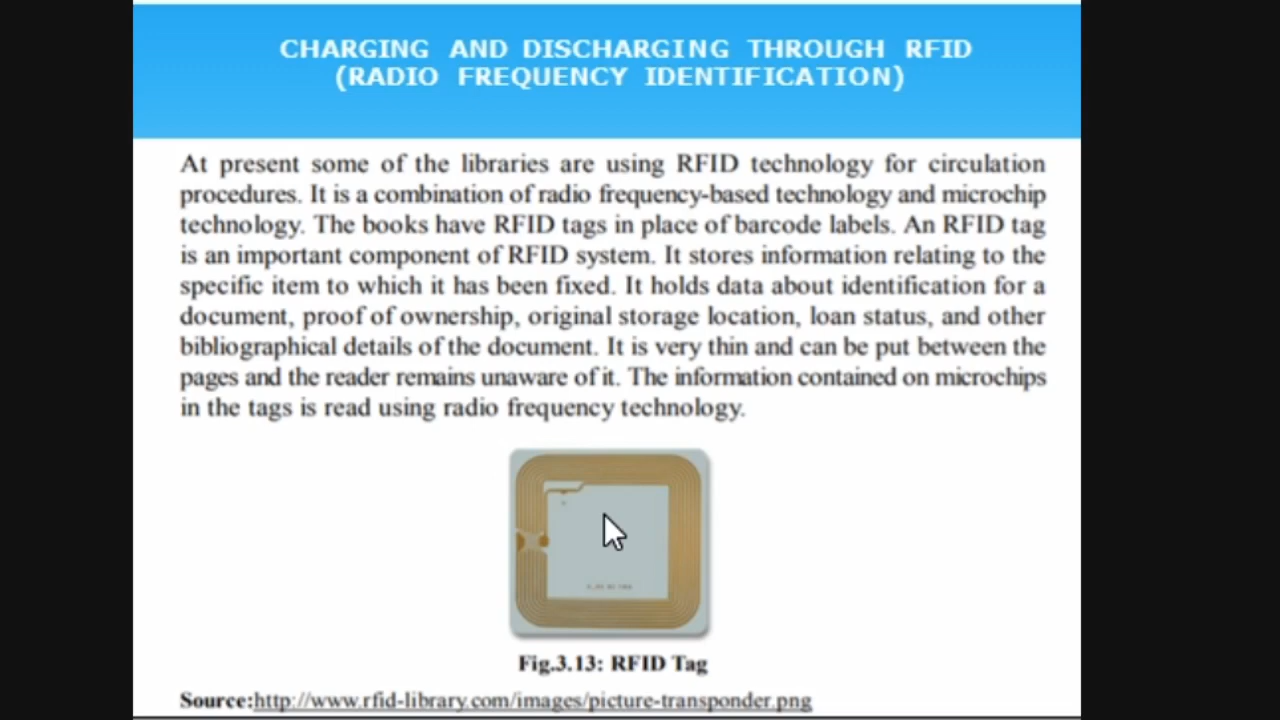 CHARGING AND DISCHARGING THROUGH RFID
(RADIO FREQUENCY IDENTIFICATION)
At present some of the libraries are using RFID technology for circulation
procedures. It is a combination of radio frequency-based technology and microchip
technology. The books have RFID tags in place of barcode labels. An RFID tag
is an important component of RFID system. It stores information relating to the
specific item to which it has been fixed. It holds data about identification for a
document, proof of ownership, original storage location, loan status, and other
bibliographical details of the document. It is very thin and can be put between the
pages and the reader remains unaware of it. The information contained on microchips
in the tags is read using radio frequency technology.
Fig.3.13: RFID Tag
Source:http://www.rfid-library.com/images/picture-transponder.png